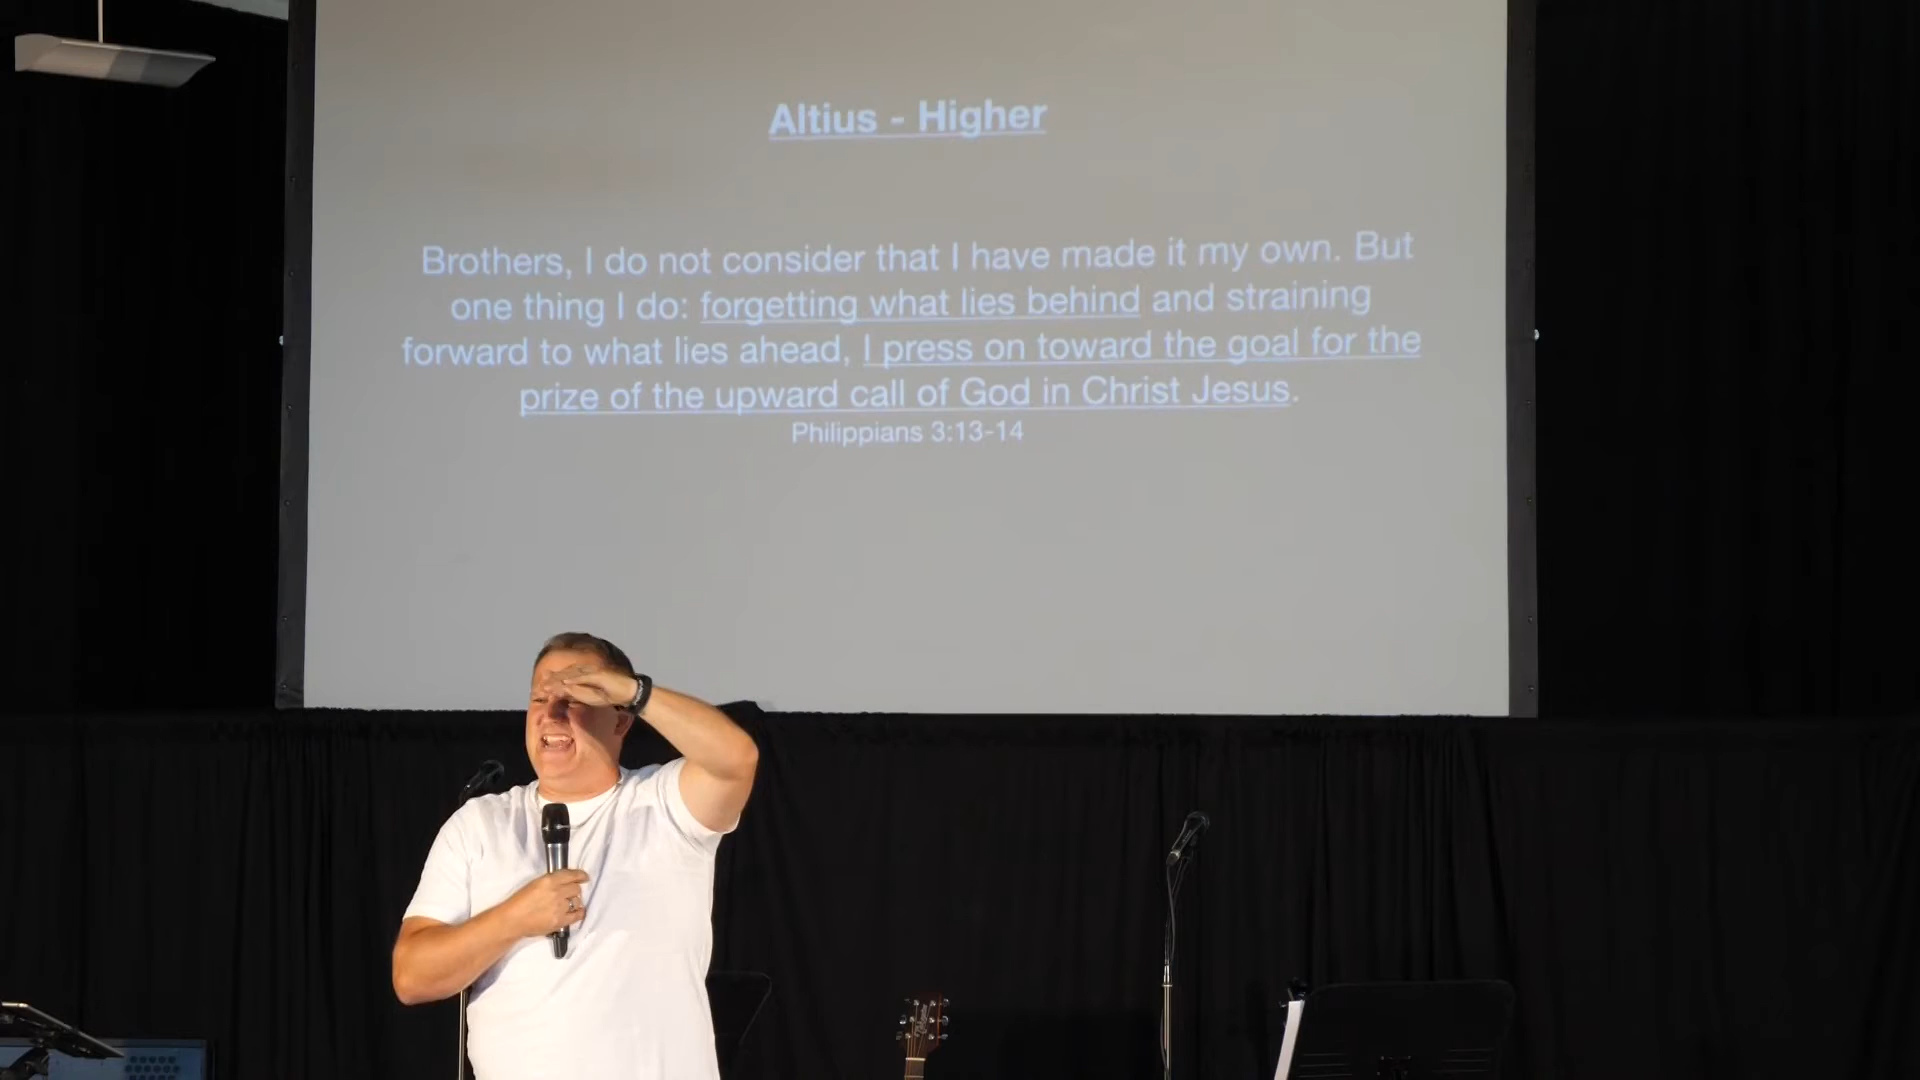 Altius - Higher
Brothers, I do not consider that I have made it my own. But
one thing I do: forgetting what lies behind and straining
forward to what lies ahead, I press on toward the goal for the
prize of the upward call of God in Christ Jesus.
Philippians 3:13-14